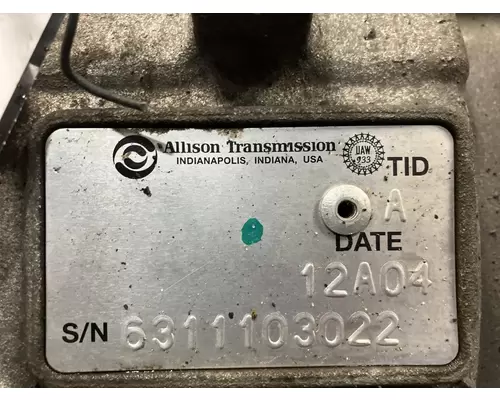 Allison Transmission
INDIANAPOLIS, INDIANA, USA
UAW
933
TID
A
DATE
12A04
S/N 6311103022